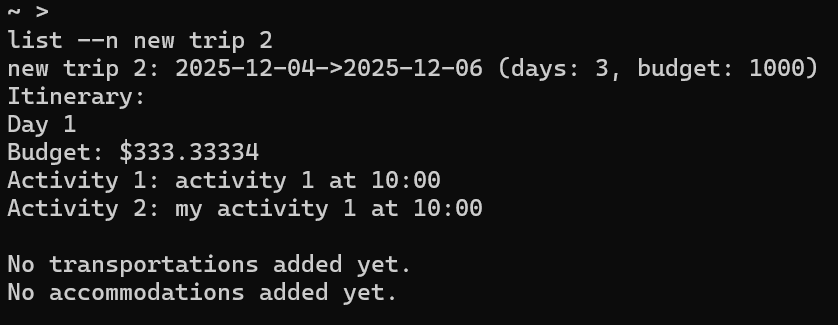 ~ >
list --n new trip 2
new trip 2: 2025-12-04->2025-12-06 (days: 3, budget: 1000)
Itinerary:
Day 1
Budget: $333.33334
Activity 1: activity 1 at 10:00
Activity 2: my activity 1 at 10:00
No transportations added yet.
No accommodations added yet.